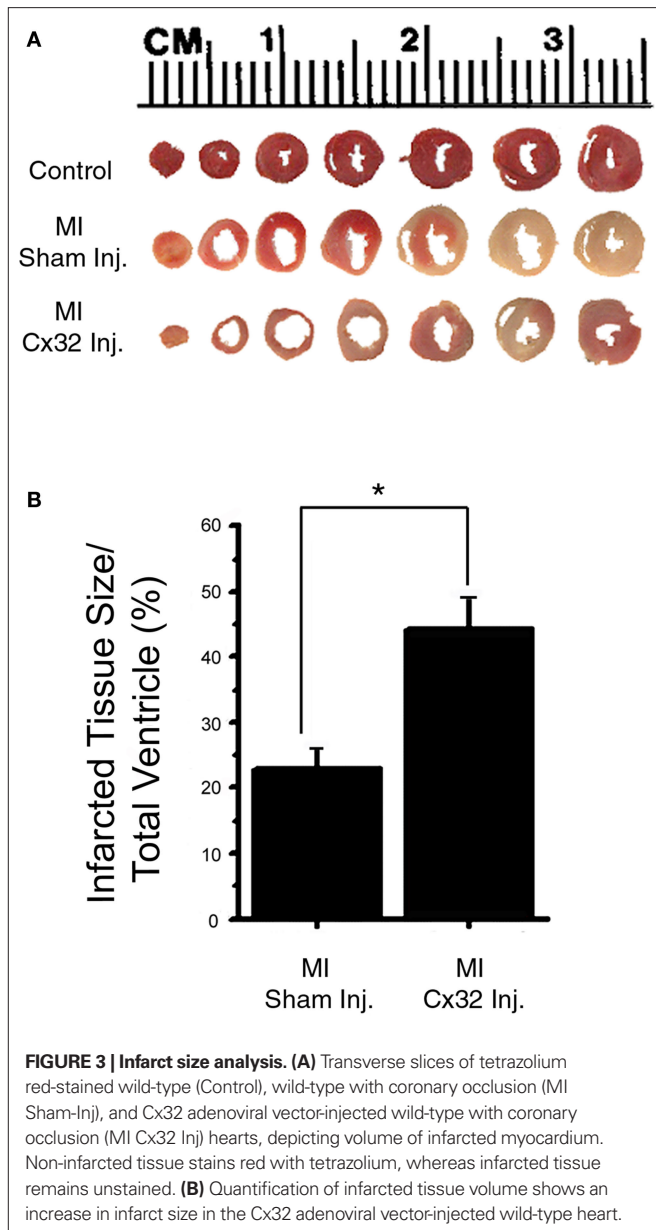 A
CM 1 2 3
Control
MI
Sham Inj.
MI
Cx32 Inj.
B
*
Infarcted Tissue Size/
Total Ventricle (%)
60
50
40
30
20
10
0
MI
Sham Inj.
MI
Cx32 Inj.
FIGURE 3 | Infarct size analysis. (A) Transverse slices of tetrazolium
red-stained wild-type (Control), wild-type with coronary occlusion (MI
Sham-Inj), and Cx32 adenoviral vector-injected wild-type with coronary
occlusion (MI Cx32 Inj) hearts, depicting volume of infarcted myocardium.
Non-infarcted tissue stains red with tetrazolium, whereas infarcted tissue
remains unstained. (B) Quantification of infarcted tissue volume shows an
increase in infarct size in the Cx32 adenoviral vector-injected wild-type heart.